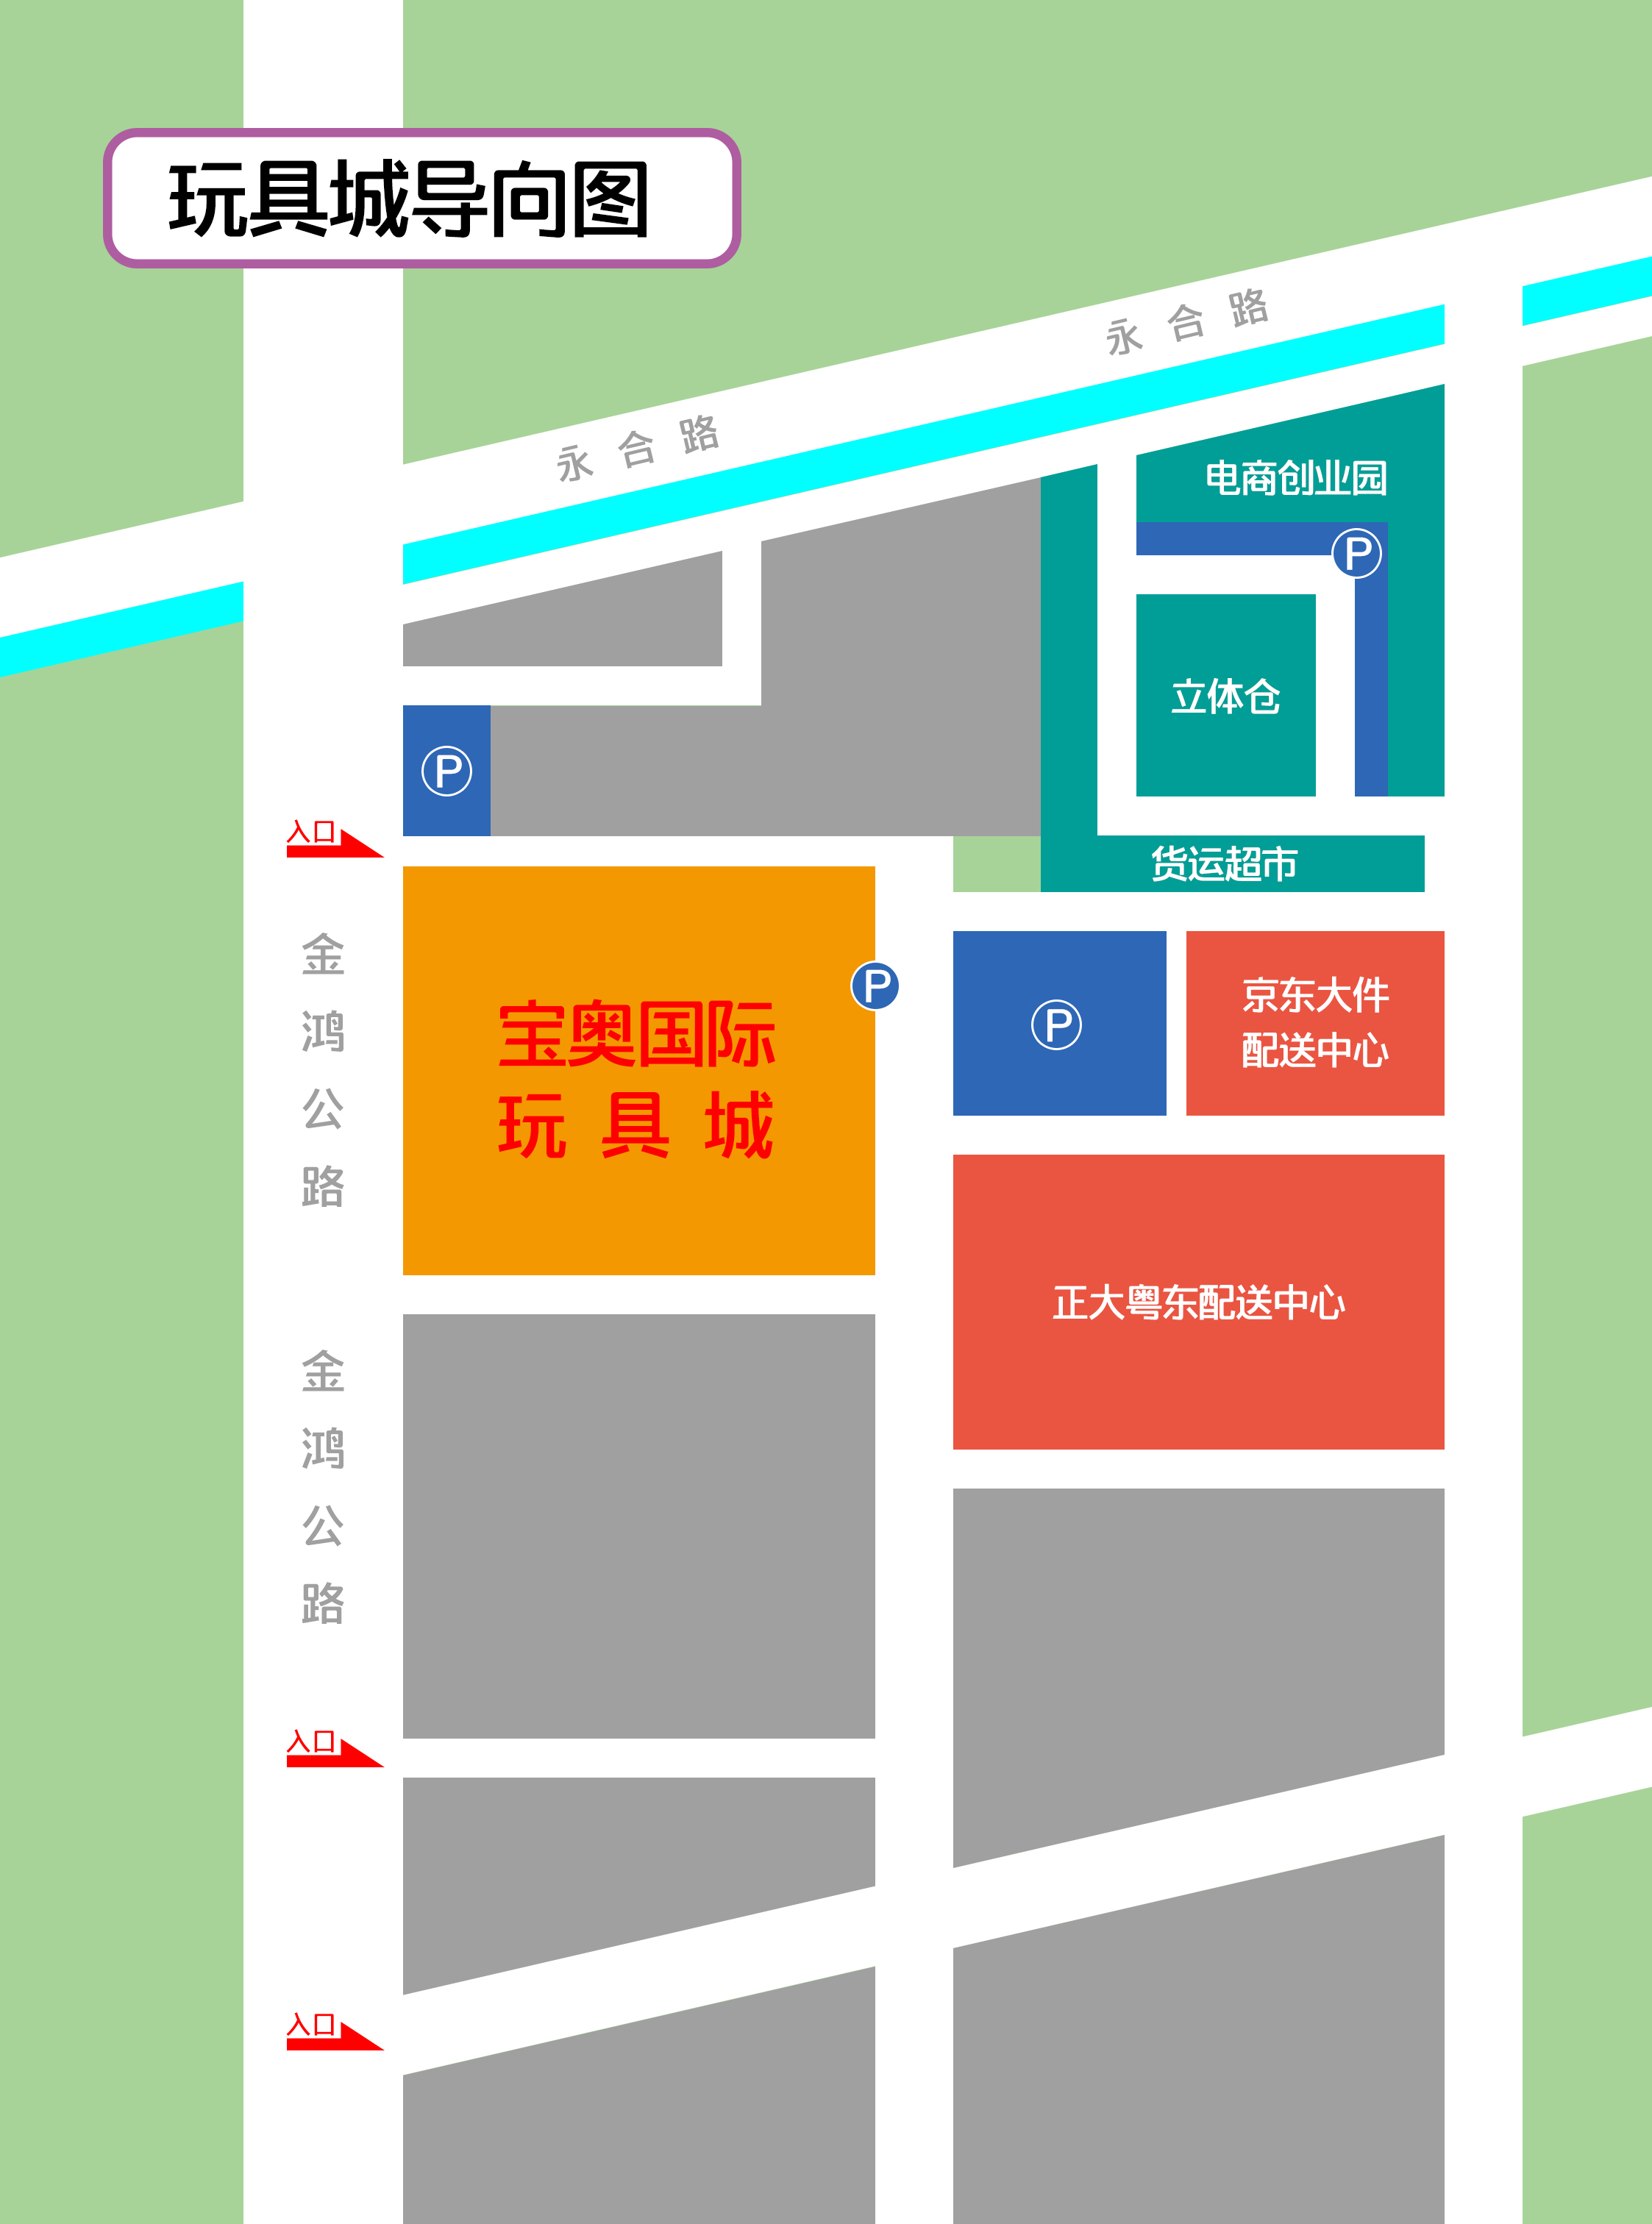 玩具城导向图
永合路
永合路
电商创业园
P
立体仓
P
入口
货运超市
金鸿公路
P
宝奥国际
玩具城
P
京东大件
配送中心
正大粤东配送中心
金鸿公路
入口
入口